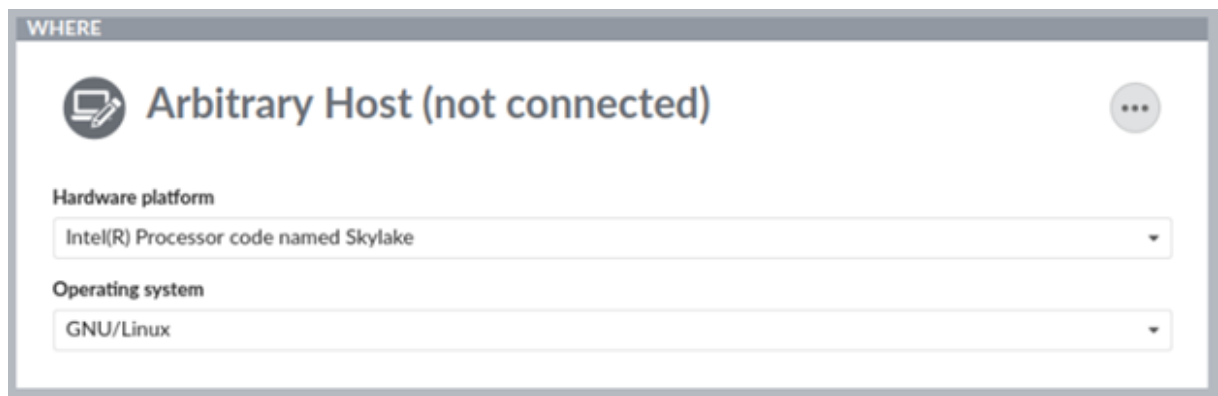 WHERE
Arbitrary Host (not connected)
Hardware platform
Intel(R) Processor code named Skylake
Operating system
GNU/Linux